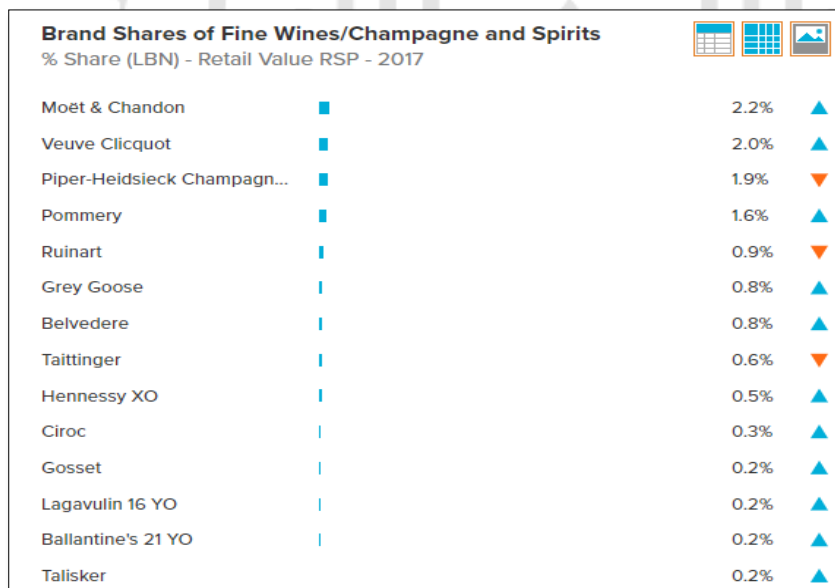 Brand Shares of Fine Wines/Champagne and Spirits
% Share (LBN) - Retail Value RSP - 2017
Moët & Chandon 2.2%
Veuve Clicquot 2.0%
Piper-Heidsieck Champagn... 1.9%
Pommery 1.6%
Ruinart 0.9%
Grey Goose 0.8%
Belvedere 0.8%
Taittinger 0.6%
Hennessy XO 0.5%
Ciroc 0.3%
Gosset 0.2%
Lagavulin 16 YO 0.2%
Ballantine's 21 YO 0.2%
Talisker 0.2%